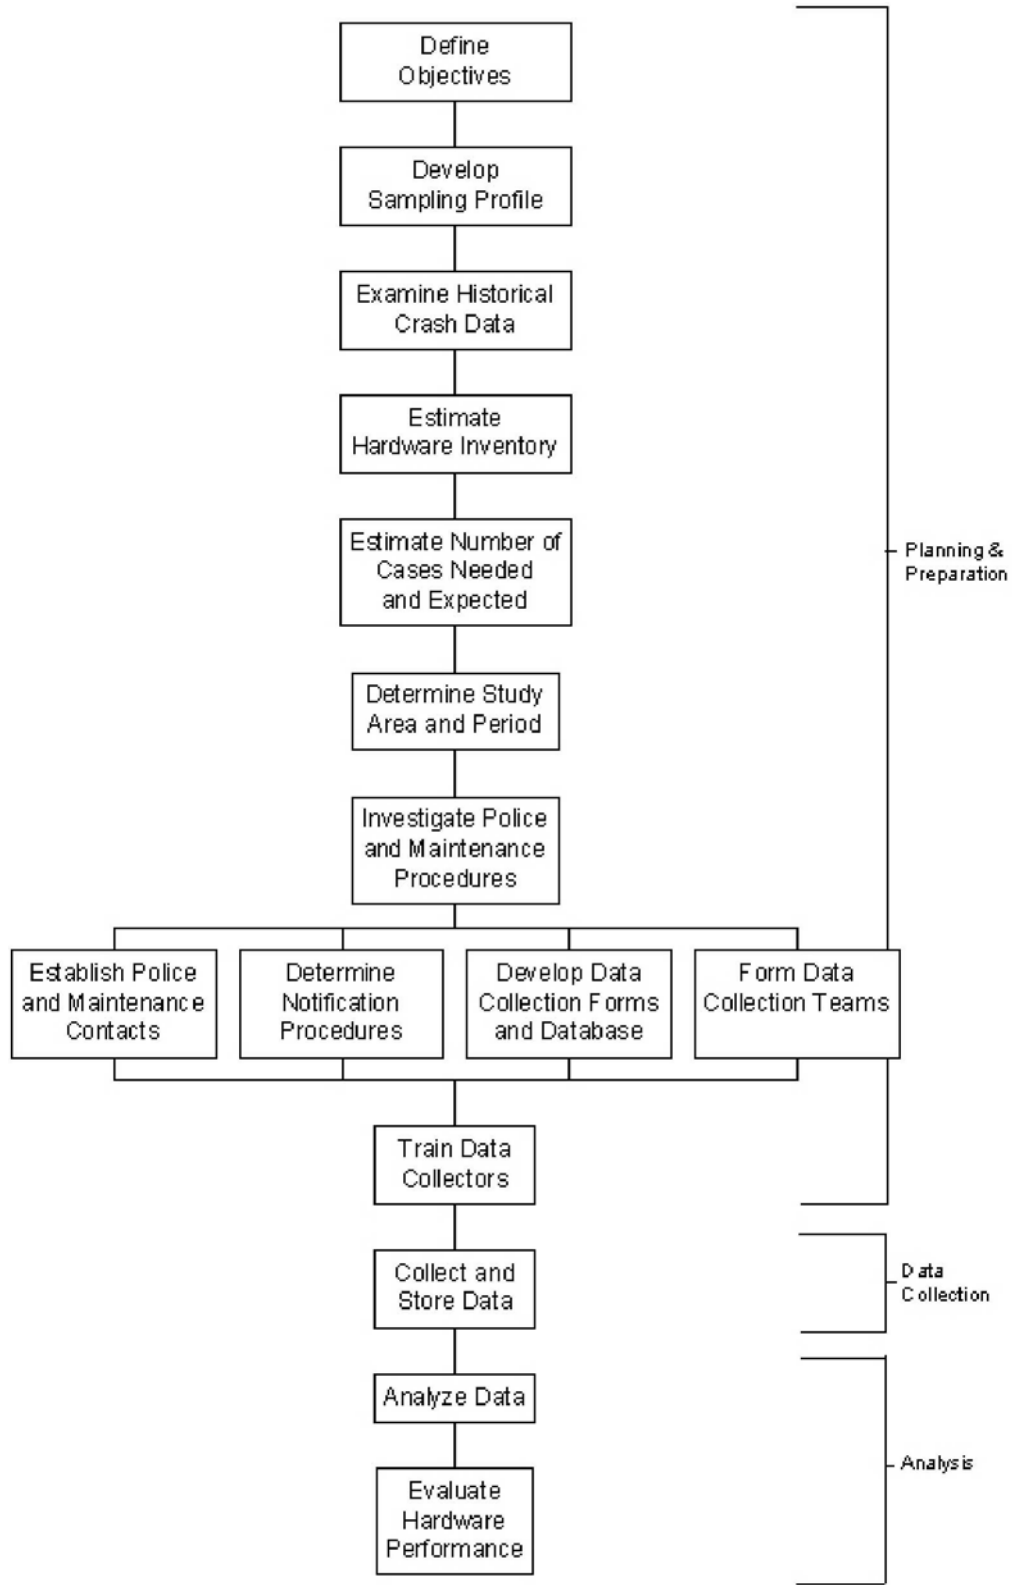 Define
Objectives
Develop
Sampling Profile
Examine Historical
Crash Data
Estimate
Hardware Inventory
Estimate Number of
Cases Needed
and Expected
Planning &
Preparation
Determine Study
Area and Period
Investigate Police
and Maintenance
Procedures
Establish Police
and Maintenance
Contacts
Determine
Notification
Procedures
Develop Data
Collection Forms
and Database
Form Data
Collection Teams
Train Data
Collectors
Collect and
Store Data
Data
Collection
Analyze Data
Analysis
Evaluate
Hardware
Performance